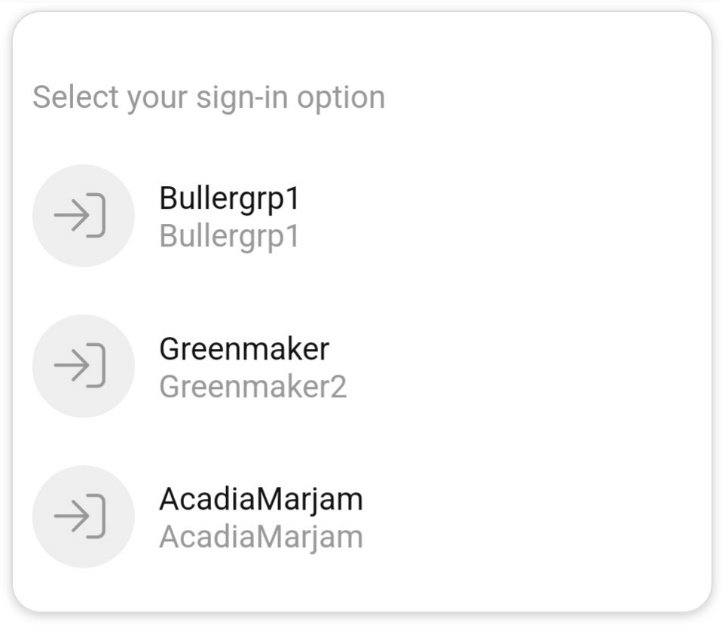 Select your sign-in option
Bullergrp1
Bullergrp1
Greenmaker
Greenmaker2
AcadiaMarjam
AcadiaMarjam